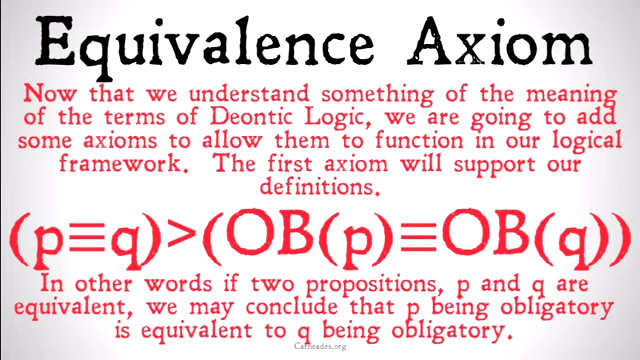 Equivalence Axiom
Now that we understand something of the meaning
of the terms of Deontic Logic, we are going to add
some axioms to allow them to function in our logical
framework. The first axiom will support our
definitions.
(p≡q)>(OB(p)≡OB(q))
In other words if two propositions, p and q are
equivalent, we may conclude that p being obligatory
is equivalent to q being obligatory.
Carneades.org